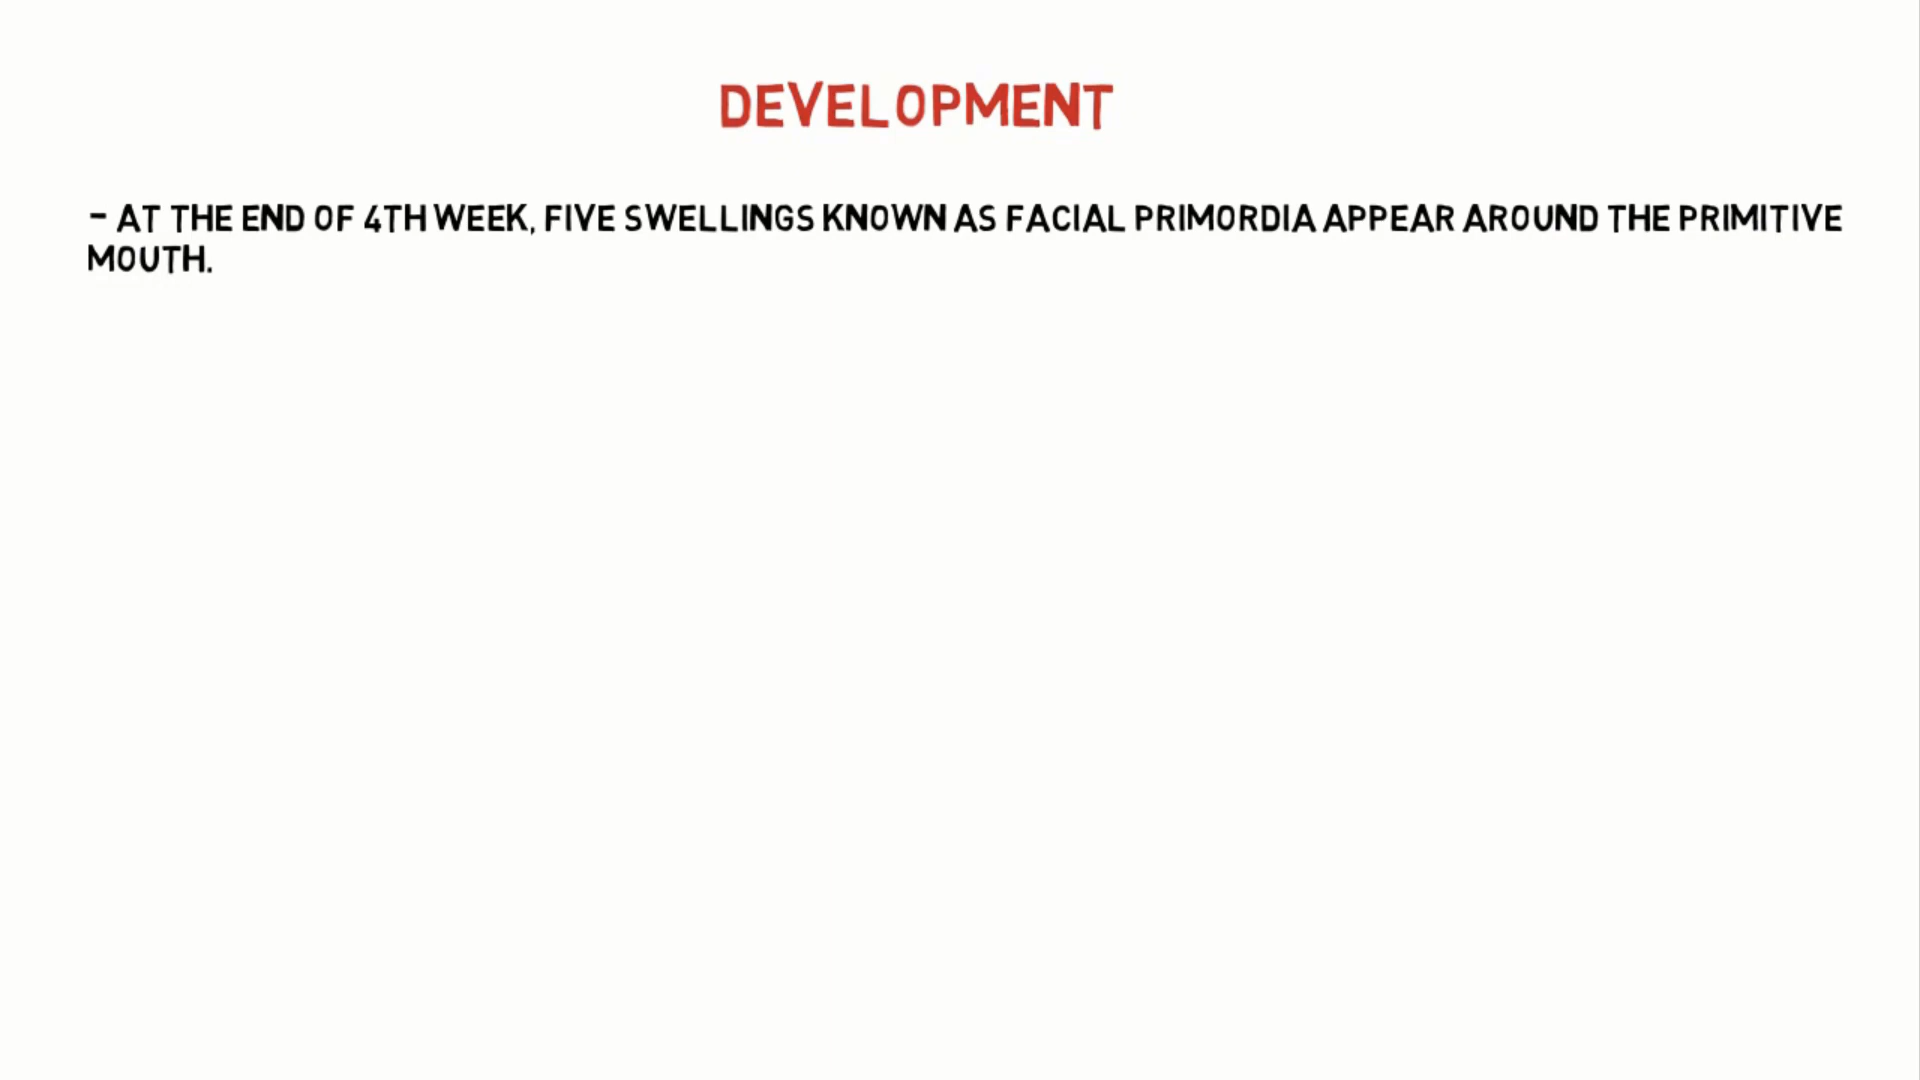 DEVELOPMENT
- AT THE END OF 4TH WEEK, FIVE SWELLINGS KNOWN AS FACIAL PRIMORDIA APPEAR AROUND THE PRIMITIVE
MOUTH.